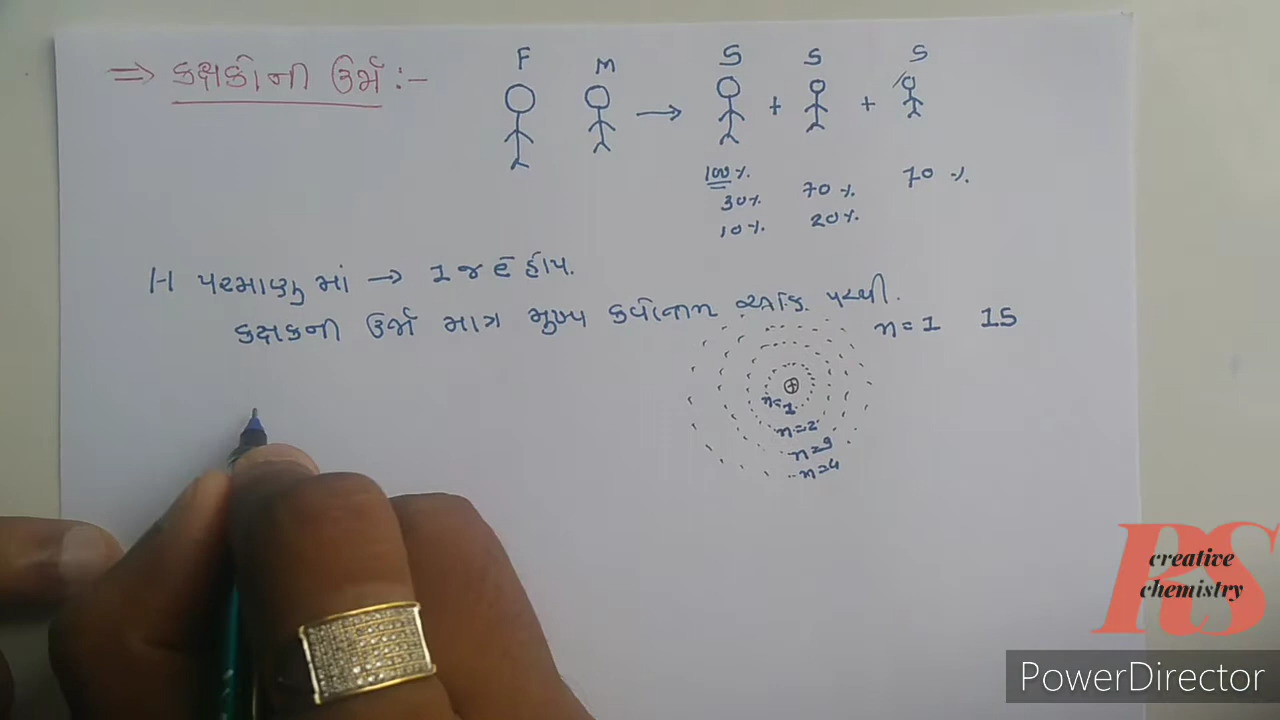 ⇒ કક્ષકોની ઉર્જા :-
F M → S + S + S
100 % 70 %
30% 70 %
10% 20%
H પરમાણુ માં → 1 જ e⁻ હોય.
કક્ષકની ઉર્જા માત્ર મુખ્ય ક્વોન્ટમ આંક પરથી.
n = 1 1S
n=1
n=2
n=3
n=4
RS
creative
chemistry
PowerDirector